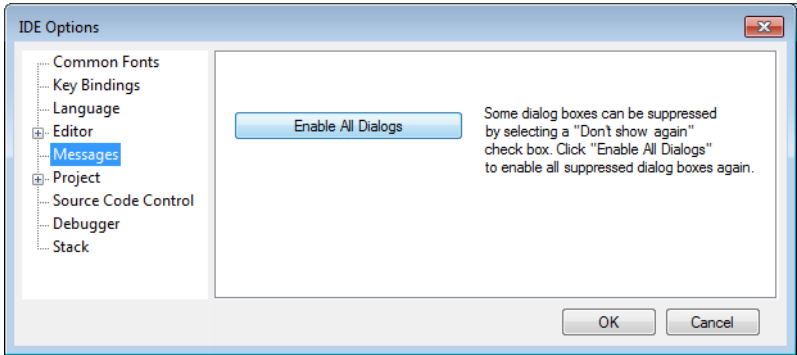 IDE Options
Common Fonts
Key Bindings
Language
Editor
Messages
Project
Source Code Control
Debugger
Stack
Enable All Dialogs
Some dialog boxes can be suppressed
by selecting a "Don't show again"
check box. Click "Enable All Dialogs"
to enable all suppressed dialog boxes again.
OK
Cancel